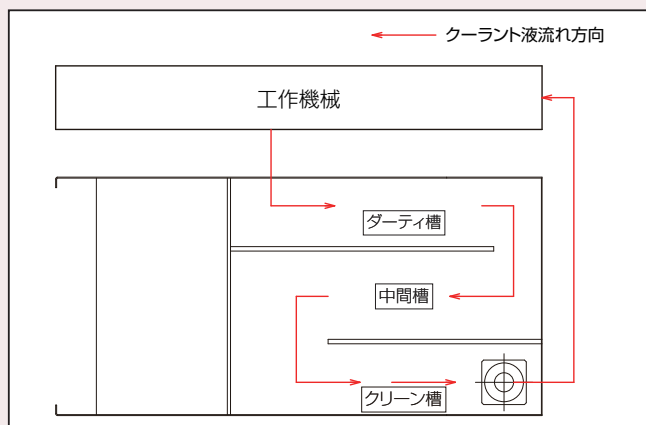 クーラント液流れ方向
工作機械
ダーティ槽
中間槽
クリーン槽